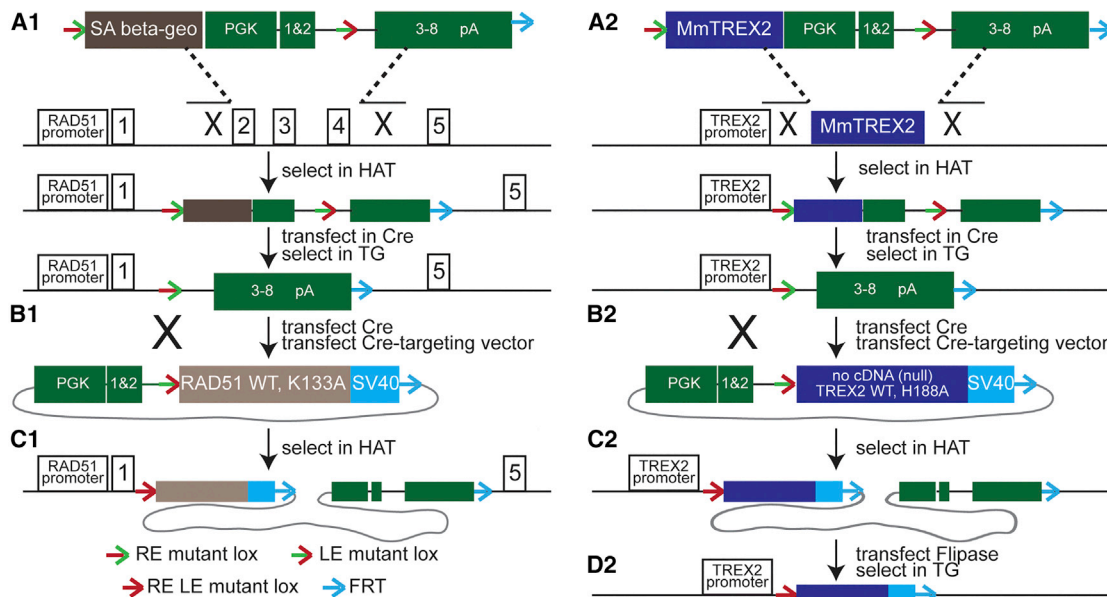 A1
SA beta-geo PGK 1&2 3-8 pA
RAD51
promoter 1 X 2 3 4 X 5
select in HAT
RAD51
promoter 1 5
transfect in Cre
select in TG
RAD51
promoter 1 3-8 pA 5
B1
X
transfect Cre
transfect Cre-targeting vector
PGK 1&2 RAD51 WT, K133A SV40
C1
select in HAT
RAD51
promoter 1 5
RE mutant lox LE mutant lox
RE LE mutant lox FRT
A2
MmTREX2 PGK 1&2 3-8 pA
TREX2
promoter X MmTREX2 X
select in HAT
TREX2
promoter
transfect in Cre
select in TG
TREX2
promoter 3-8 pA
B2
X
transfect Cre
transfect Cre-targeting vector
PGK 1&2 no cDNA (null)
TREX2 WT, H188A SV40
C2
select in HAT
TREX2
promoter
transfect Flipase
select in TG
D2
TREX2
promoter